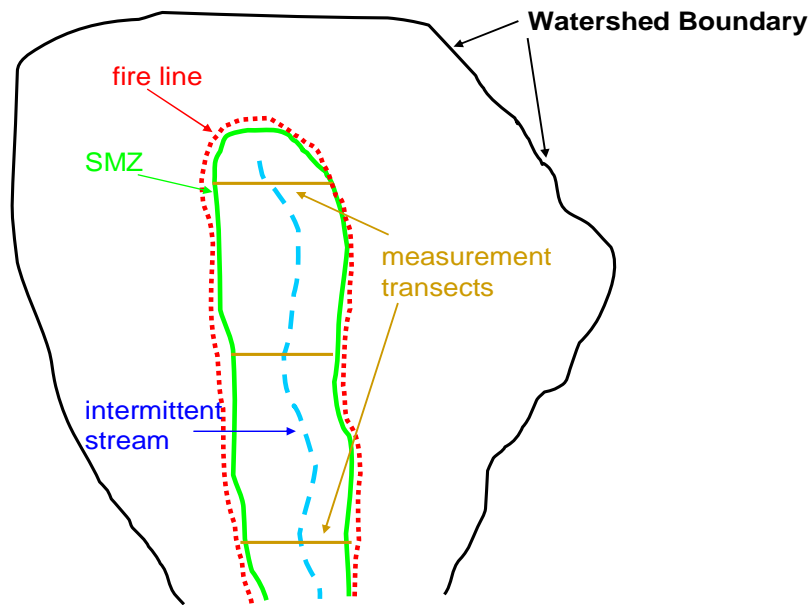 Watershed Boundary
fire line
SMZ
measurement
transects
intermittent
stream